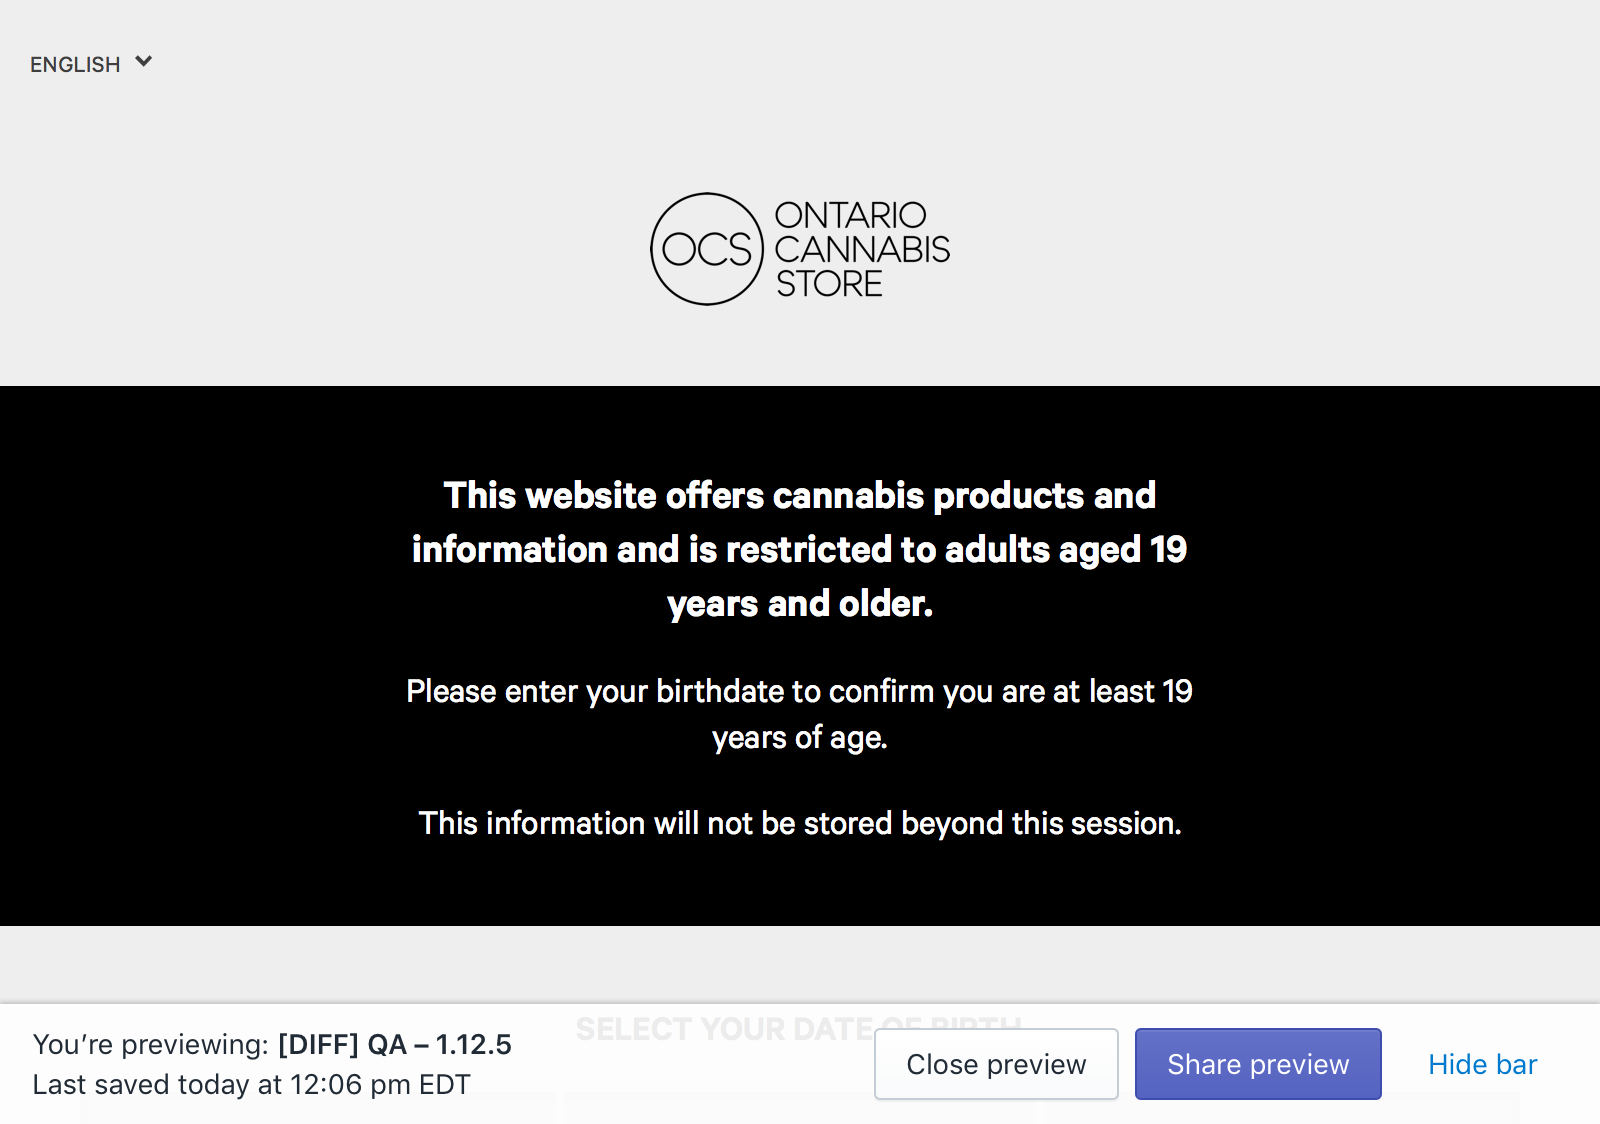 ENGLISH
OCS
ONTARIO
CANNABIS
STORE
This website offers cannabis products and
information and is restricted to adults aged 19
years and older.
Please enter your birthdate to confirm you are at least 19
years of age.
This information will not be stored beyond this session.
SELECT YOUR DATE OF BIRTH
You’re previewing: [DIFF] QA – 1.12.5
Last saved today at 12:06 pm EDT
Close preview
Share preview
Hide bar